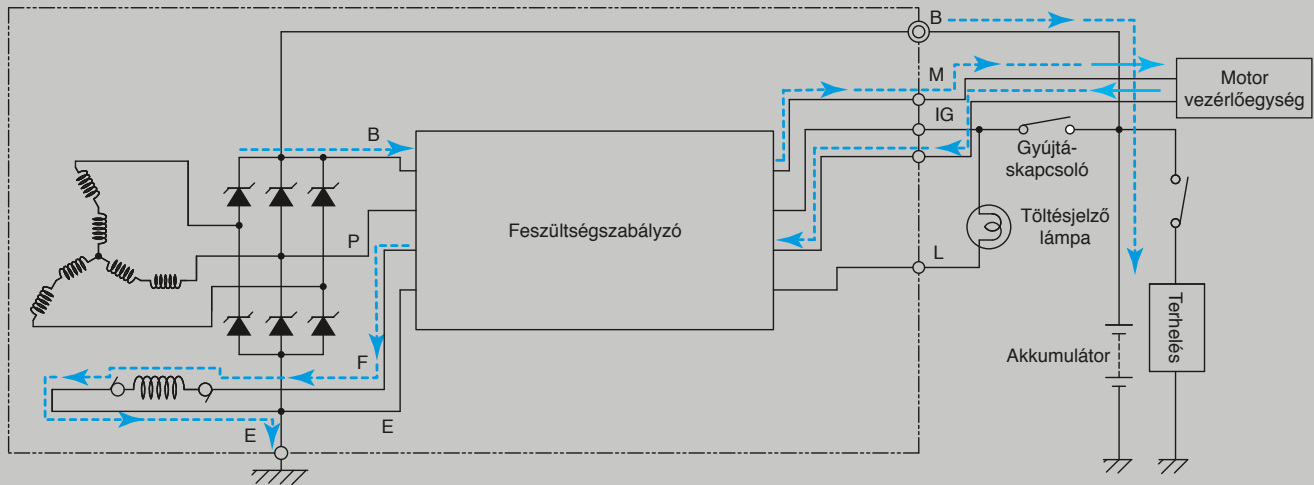 B
M
Motor
vezérlőegység
IG
B
Gyújtá-
skapcsoló
Töltésjelző
lámpa
P
Feszültségszabályzó
L
Terhelés
Akkumulátor
F
E
E